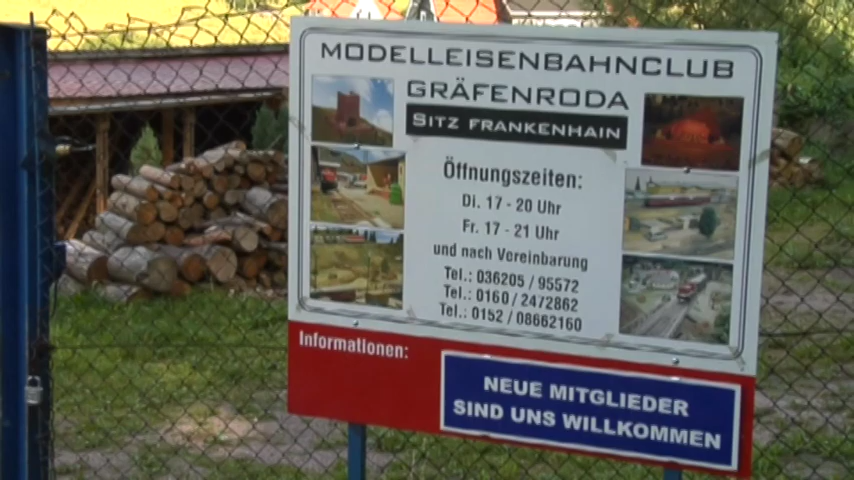 MODELLEISENBAHNCLUB
GRÄFENRODA
SITZ FRANKENHAIN
Öffnungszeiten:
Di. 17 - 20 Uhr
Fr. 17 - 21 Uhr
und nach Vereinbarung
Tel.: 036205 / 95572
Tel.: 0160 / 2472862
Tel.: 0152 / 08662160
Informationen:
NEUE MITGLIEDER
SIND UNS WILLKOMMEN